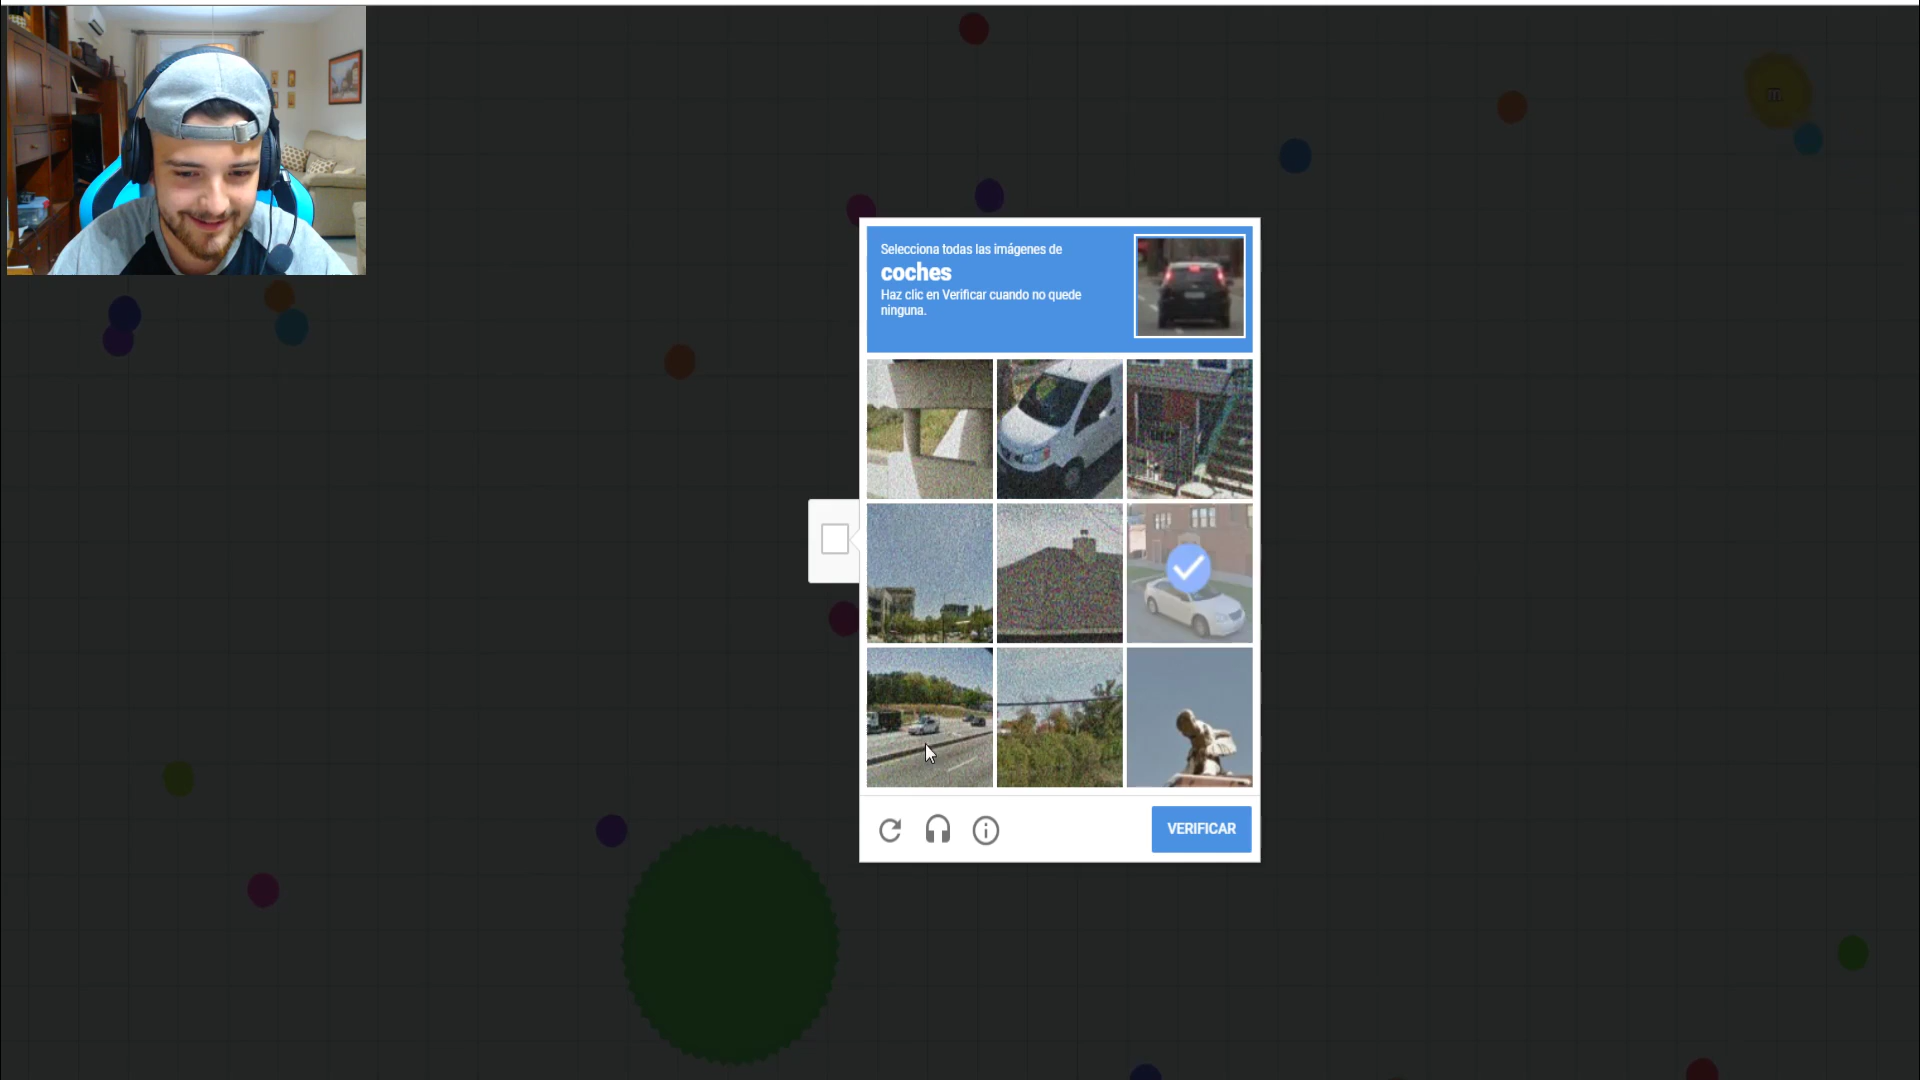 Selecciona todas las imágenes de
coches
Haz clic en Verificar cuando no quede
ninguna.
VERIFICAR
m